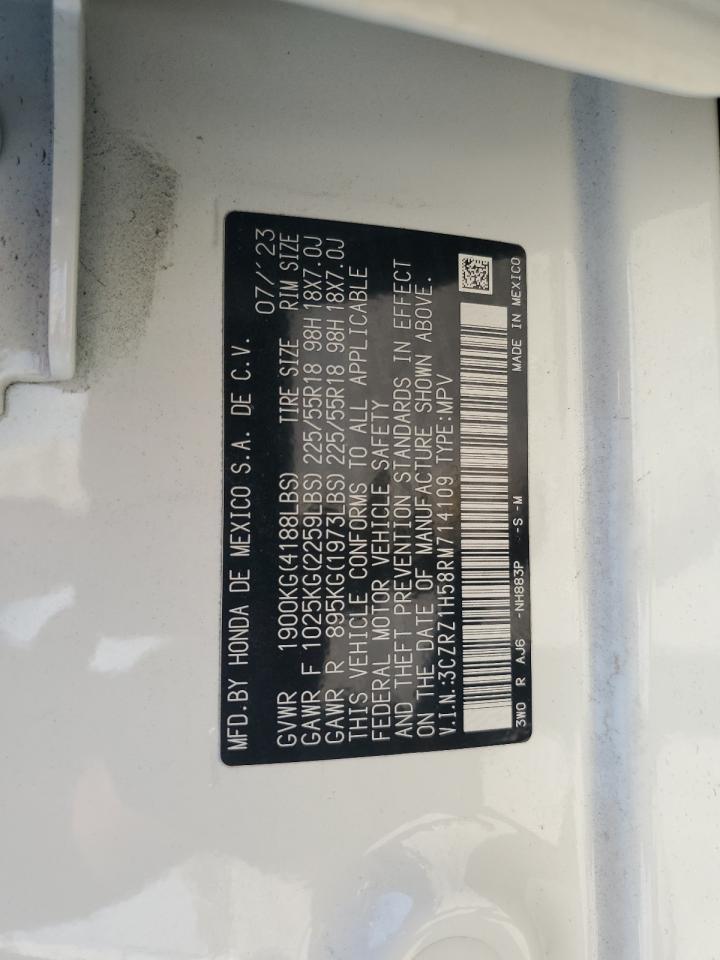 MFD.BY HONDA DE MEXICO S.A. DE C.V. 07/'23
GVWR 1900KG(4188LBS) TIRE SIZE RIM SIZE
GAWR F 1025KG(2259LBS) 225/55R18 98H 18X7.0J
GAWR R 895KG(1973LBS) 225/55R18 98H 18X7.0J
THIS VEHICLE CONFORMS TO ALL APPLICABLE
FEDERAL MOTOR VEHICLE SAFETY
AND THEFT PREVENTION STANDARDS IN EFFECT
ON THE DATE OF MANUFACTURE SHOWN ABOVE.
V.I.N.:3CZRZ1H58RM714109 TYPE:MPV
3W0 R AJ6 -NH883P -S -M MADE IN MEXICO